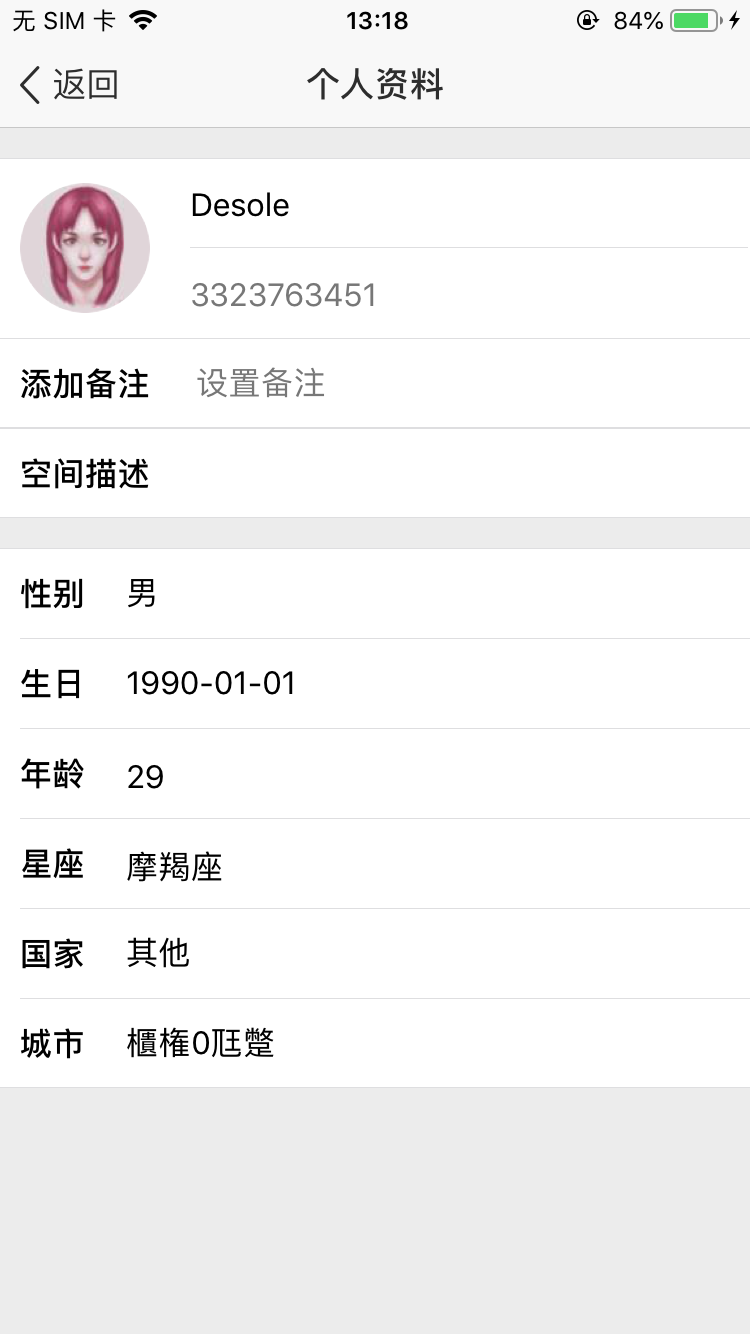 无 SIM 卡 13:18 84%
返回 个人资料
Desole
3323763451
添加备注 设置备注
空间描述
性别 男
生日 1990-01-01
年龄 29
星座 摩羯座
国家 其他
城市 櫃権0尫蹩